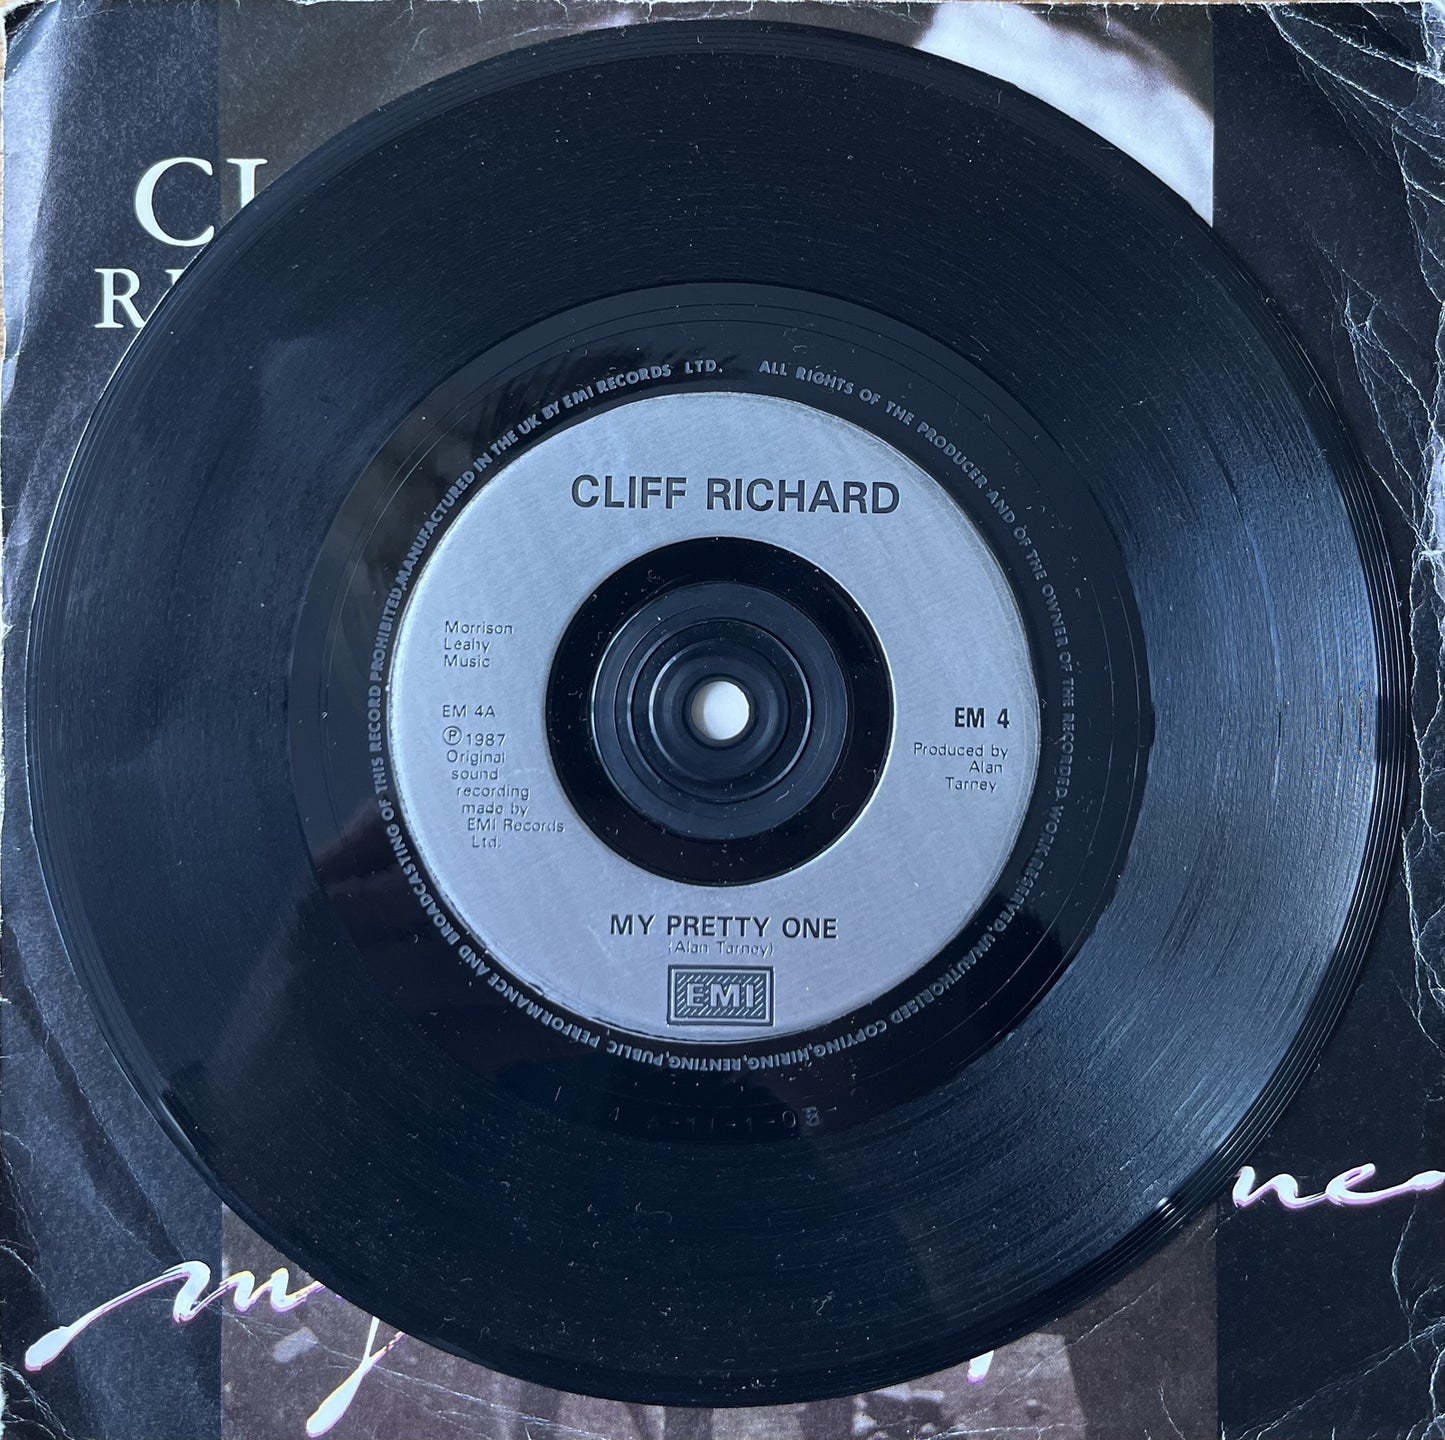 CL
R
MANUFACTURED IN THE UK BY EMI RECORDS LTD. ALL RIGHTS OF THE PRODUCER AND OF THE OWNER OF THE RECORDED WORK RESERVED, UNAUTHORISED COPYING, HIRING, RENTING, PUBLIC PERFORMANCE AND BROADCASTING OF THIS RECORD PROHIBITED.
CLIFF RICHARD
Morrison
Leahy
Music
EM 4A
Ⓟ 1987
Original
sound
recording
made by
EMI Records
Ltd.
EM 4
Produced by
Alan
Tarney
MY PRETTY ONE
(Alan Tarney)
EMI
my
ne